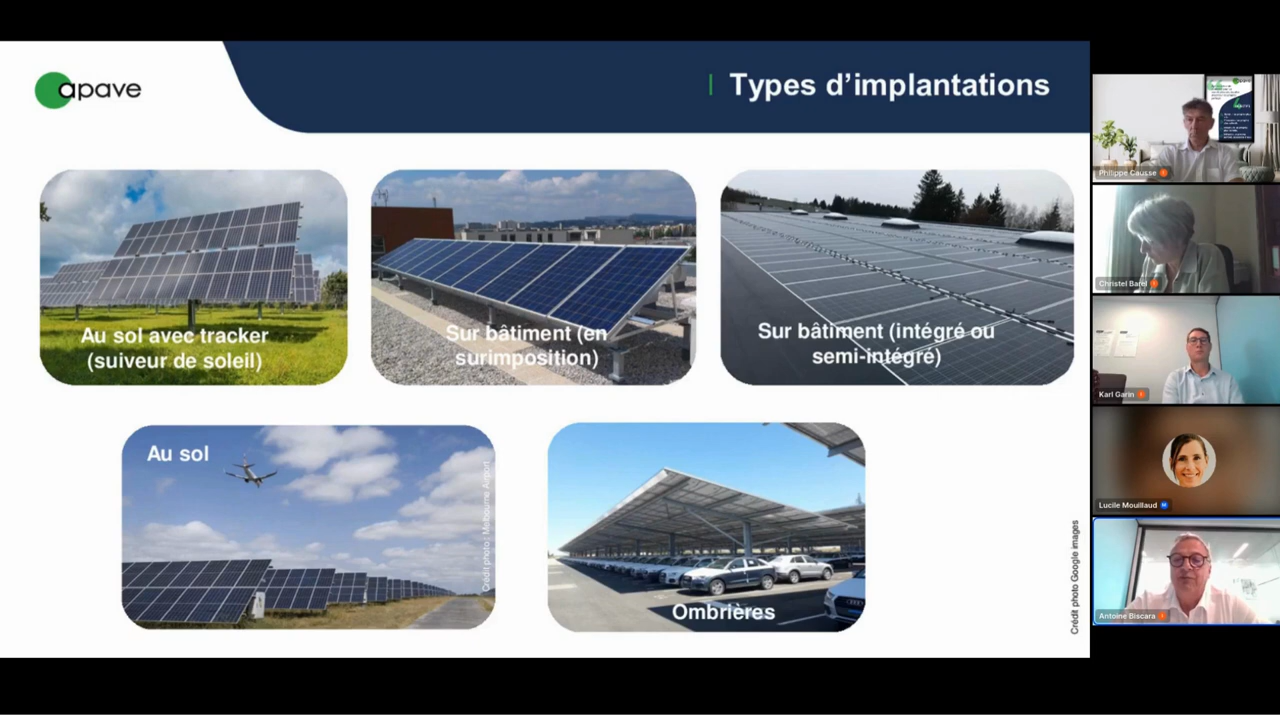 apave
Types d’implantations
Au sol avec tracker
(suiveur de soleil)
Sur bâtiment (en
surimposition)
Sur bâtiment (intégré ou
semi-intégré)
Au sol
Crédit photo : Melbourne Airport
Ombrières
Crédit photo Google images
Philippe Causse
Christel Barel
Karl Garin
Lucile Mouillaud
M
Antoine Biscara